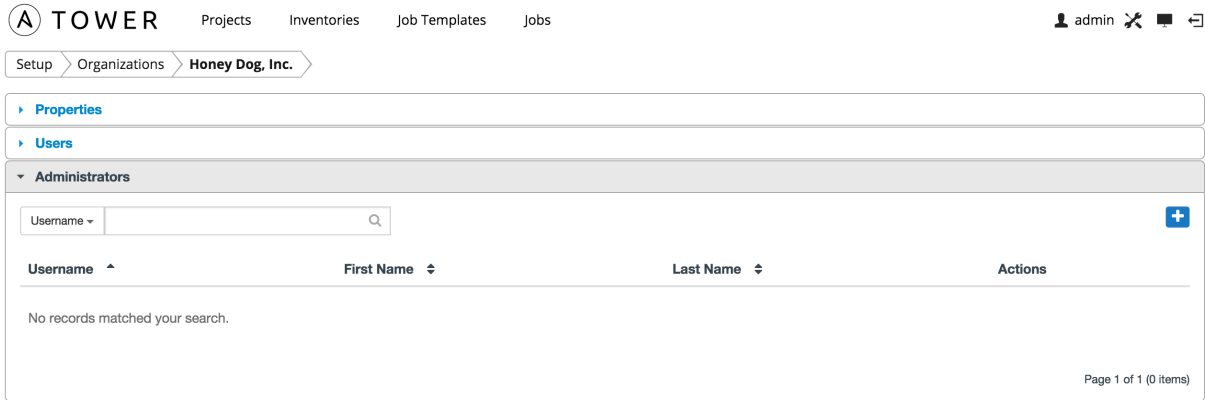 A TOWER Projects Inventories Job Templates Jobs admin
Setup Organizations Honey Dog, Inc.
Properties
Users
Administrators
Username
Username First Name Last Name Actions
No records matched your search.
Page 1 of 1 (0 items)